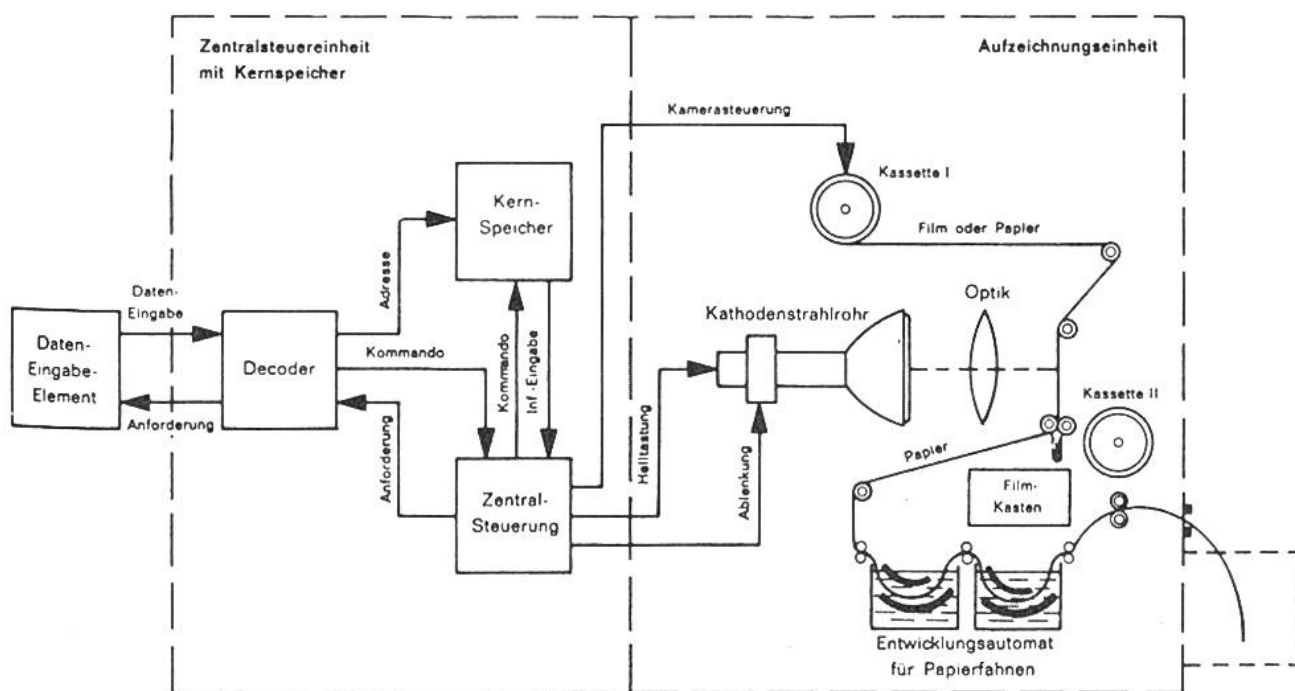 Zentralsteuereinheit
mit Kernspeicher
Aufzeichnungseinheit
Kamerasteuerung
Kassette I
Kern-
Speicher
Film oder Papier
Adresse
Daten-
Eingabe
Optik
Kathodenstrahlrohr
Daten-
Eingabe-
Element
Decoder
Kommando
Kommando
Inf.-Eingabe
Kassette II
Anforderung
Anforderung
Helltastung
Ablenkung
Papier
Zentral-
Steuerung
Film-
Kasten
Entwicklungsautomat
für Papierfahnen